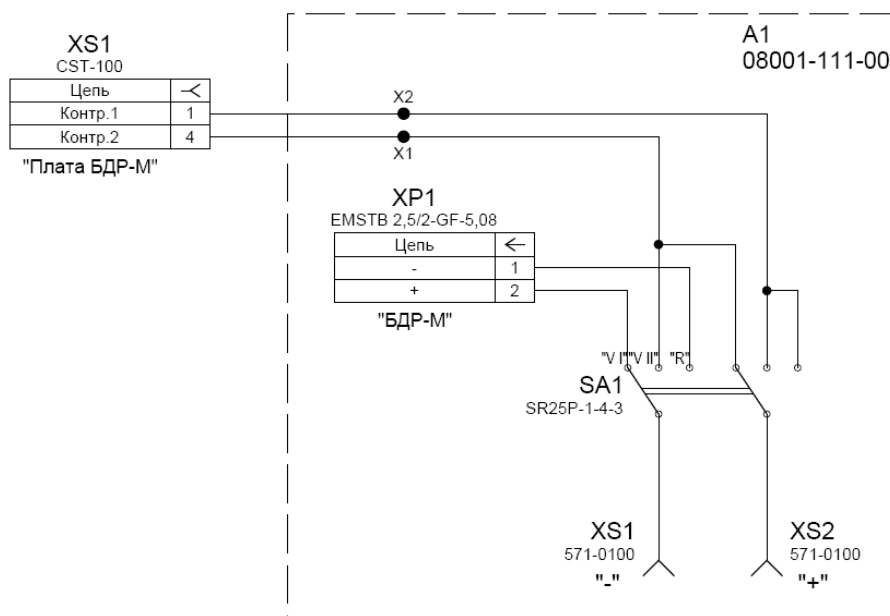 A1
08001-111-00
XS1
CST-100
Цепь
Контр.1 1
Контр.2 4
"Плата БДР-М"
X2
X1
XP1
EMSTB 2,5/2-GF-5,08
Цепь
- 1
+ 2
"БДР-М"
"V I" "V II" "R"
SA1
SR25P-1-4-3
XS1 XS2
571-0100 571-0100
"-" "+"